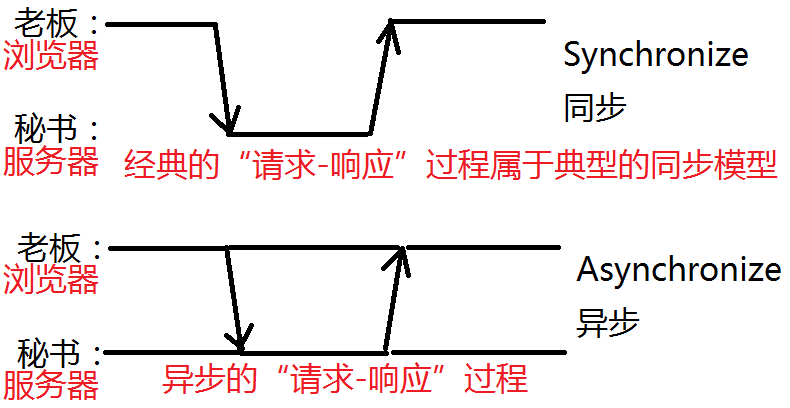 老板：
浏览器
Synchronize
同步
秘书：
服务器
经典的“请求-响应”过程属于典型的同步模型
老板：
浏览器
Asynchronize
异步
秘书：
服务器
异步的“请求-响应”过程